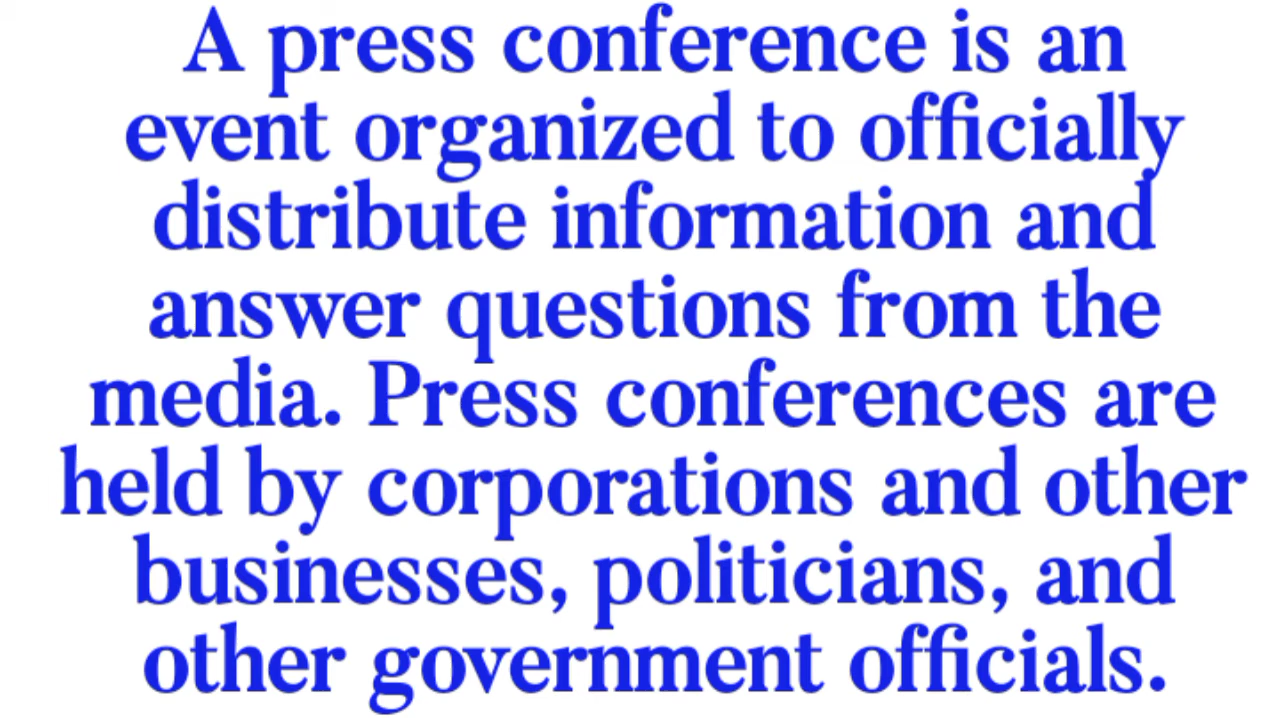 A press conference is an
event organized to officially
distribute information and
answer questions from the
media. Press conferences are
held by corporations and other
businesses, politicians, and
other government officials.